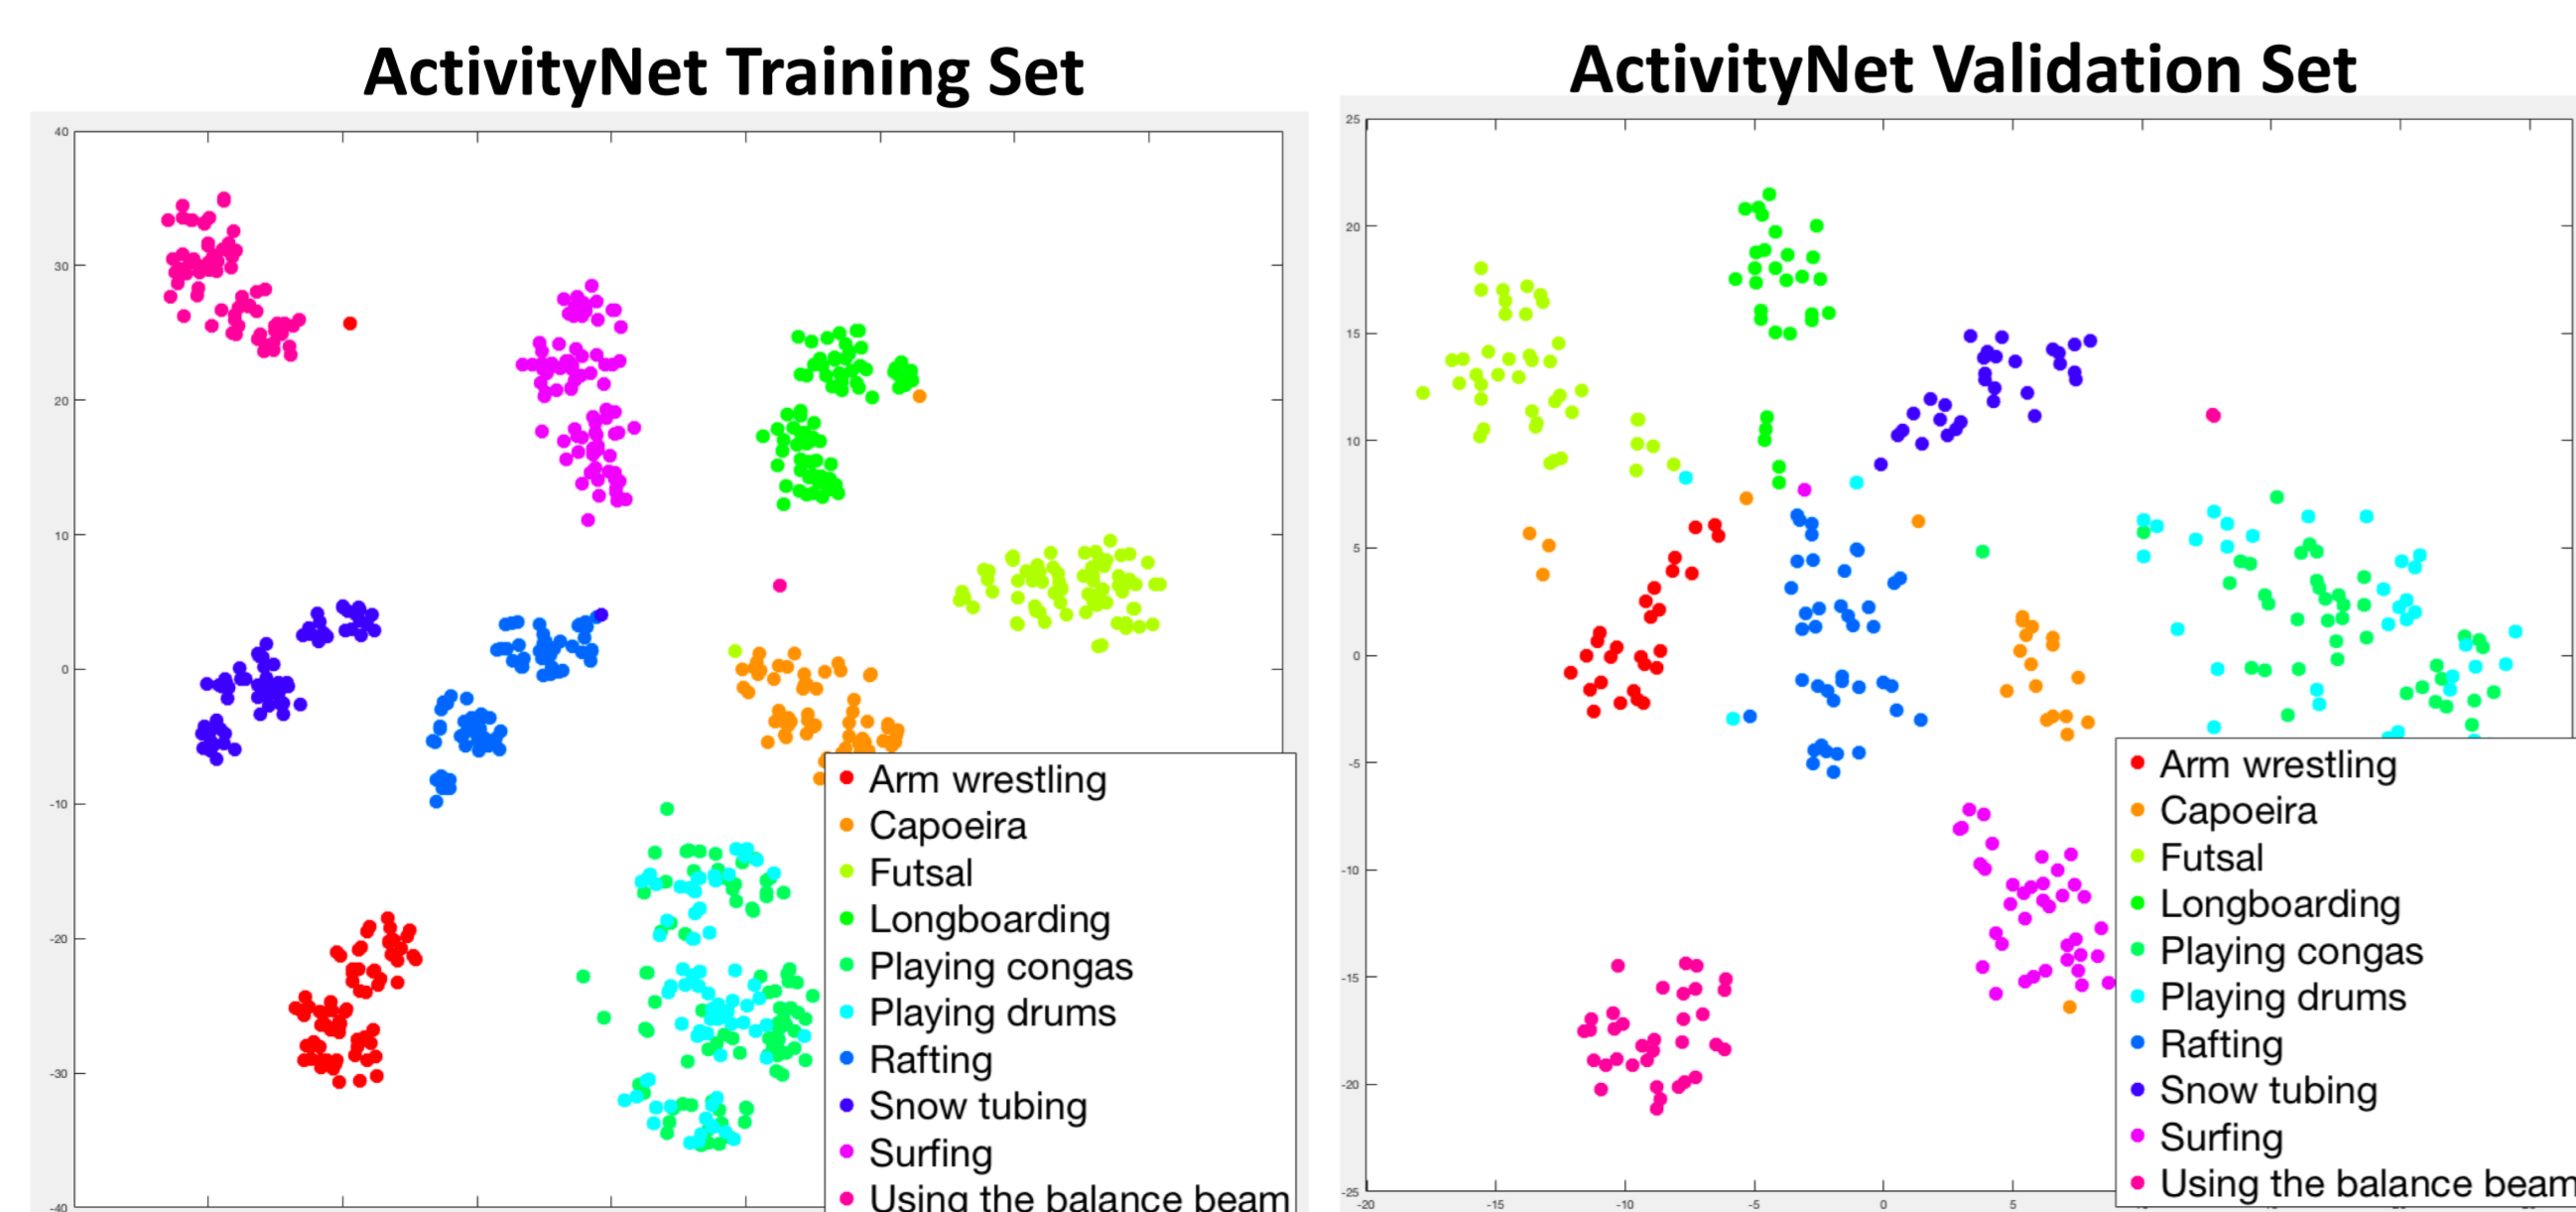 ActivityNet Training Set
40
30
20
10
0
-10
-20
-30
-40
Arm wrestling
Capoeira
Futsal
Longboarding
Playing congas
Playing drums
Rafting
Snow tubing
Surfing
Using the balance beam
ActivityNet Validation Set
25
20
15
10
5
0
-5
-10
-15
-20
-25
-20 -15 -10 -5 0 5
Arm wrestling
Capoeira
Futsal
Longboarding
Playing congas
Playing drums
Rafting
Snow tubing
Surfing
Using the balance beam